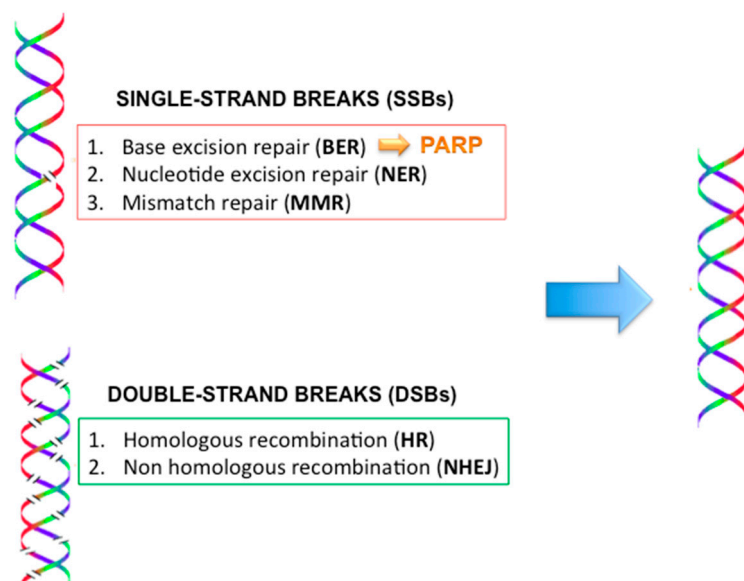 SINGLE-STRAND BREAKS (SSBs)
1. Base excision repair (BER) PARP
2. Nucleotide excision repair (NER)
3. Mismatch repair (MMR)
DOUBLE-STRAND BREAKS (DSBs)
1. Homologous recombination (HR)
2. Non homologous recombination (NHEJ)